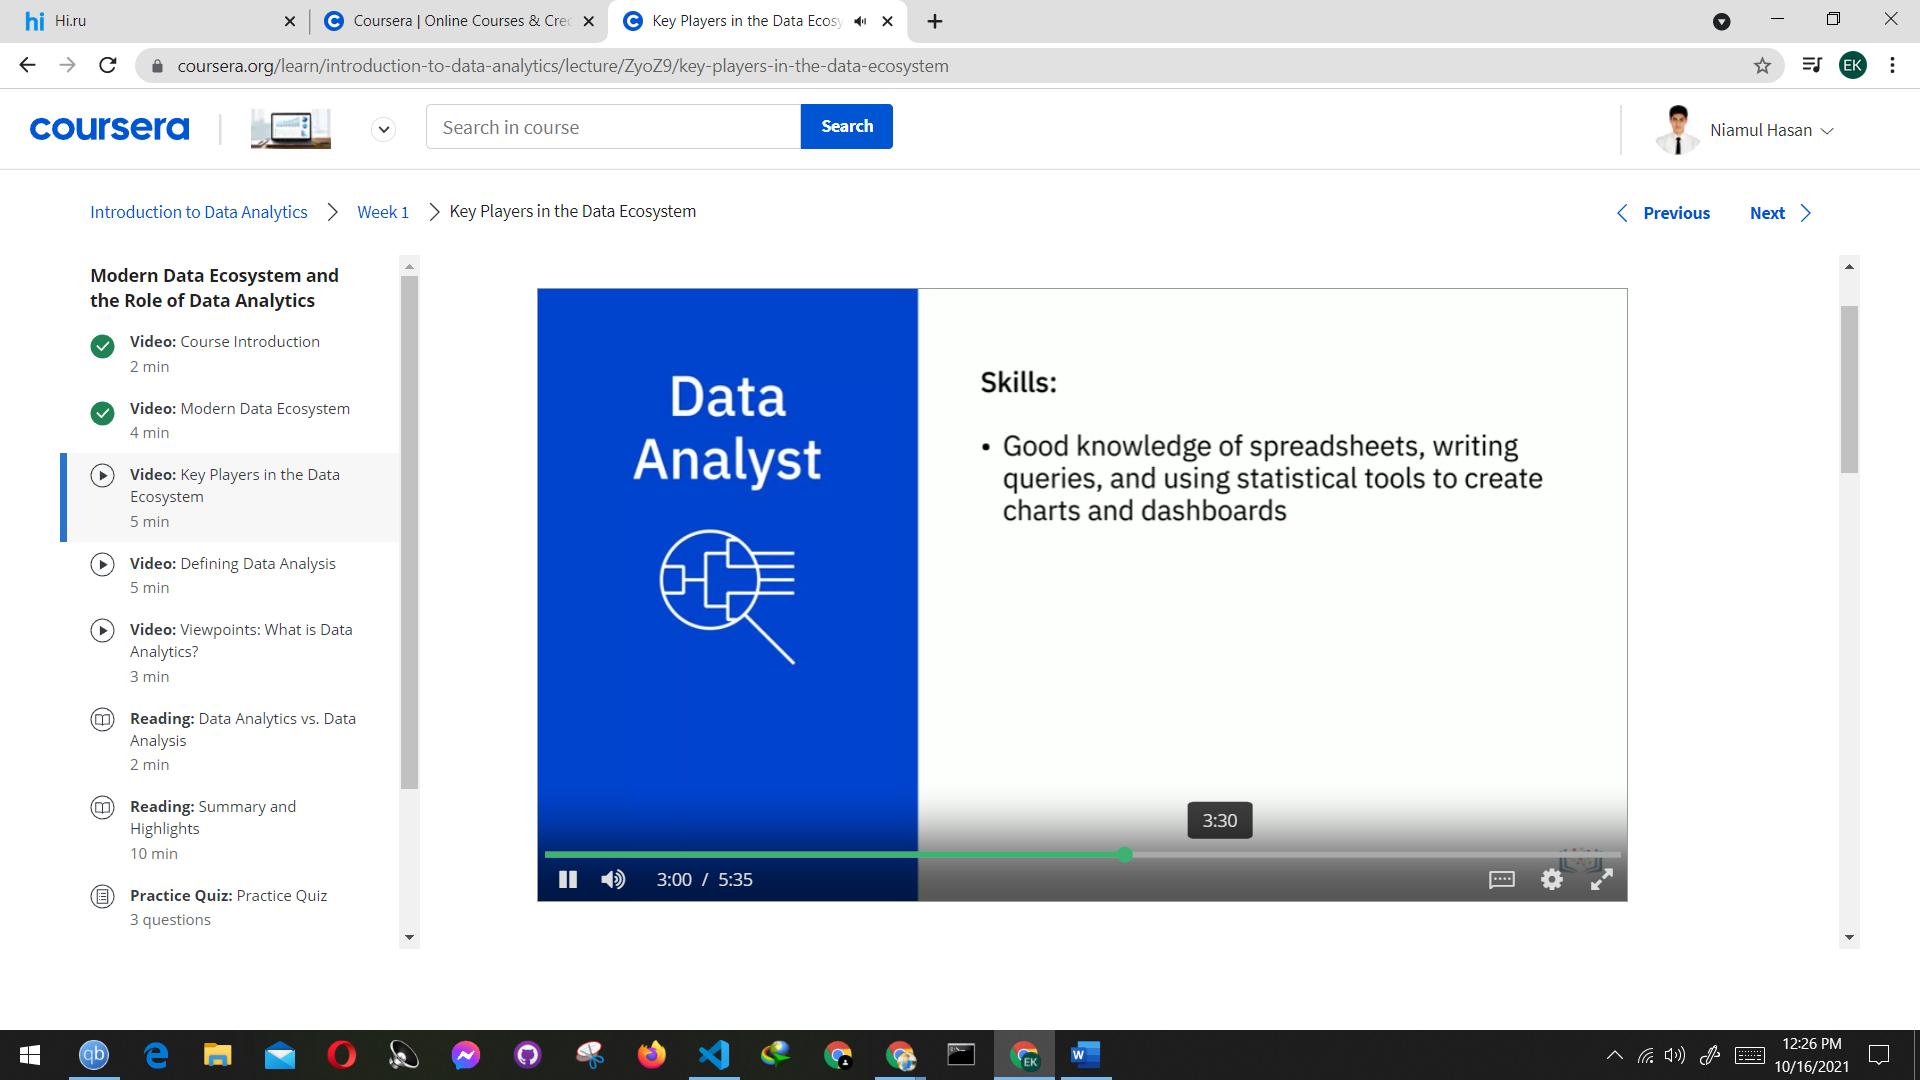 Hi.ru
Coursera | Online Courses & Cre
Key Players in the Data Ecosy
coursera.org/learn/introduction-to-data-analytics/lecture/ZyoZ9/key-players-in-the-data-ecosystem
EK
coursera
Search in course
Search
Niamul Hasan
Introduction to Data Analytics
Week 1
Key Players in the Data Ecosystem
Previous
Next
Modern Data Ecosystem and
the Role of Data Analytics
Video: Course Introduction
2 min
Video: Modern Data Ecosystem
4 min
Video: Key Players in the Data
Ecosystem
5 min
Video: Defining Data Analysis
5 min
Video: Viewpoints: What is Data
Analytics?
3 min
Reading: Data Analytics vs. Data
Analysis
2 min
Reading: Summary and
Highlights
10 min
Practice Quiz: Practice Quiz
3 questions
Data
Analyst
Skills:
• Good knowledge of spreadsheets, writing
queries, and using statistical tools to create
charts and dashboards
3:30
3:00 / 5:35
12:26 PM
10/16/2021